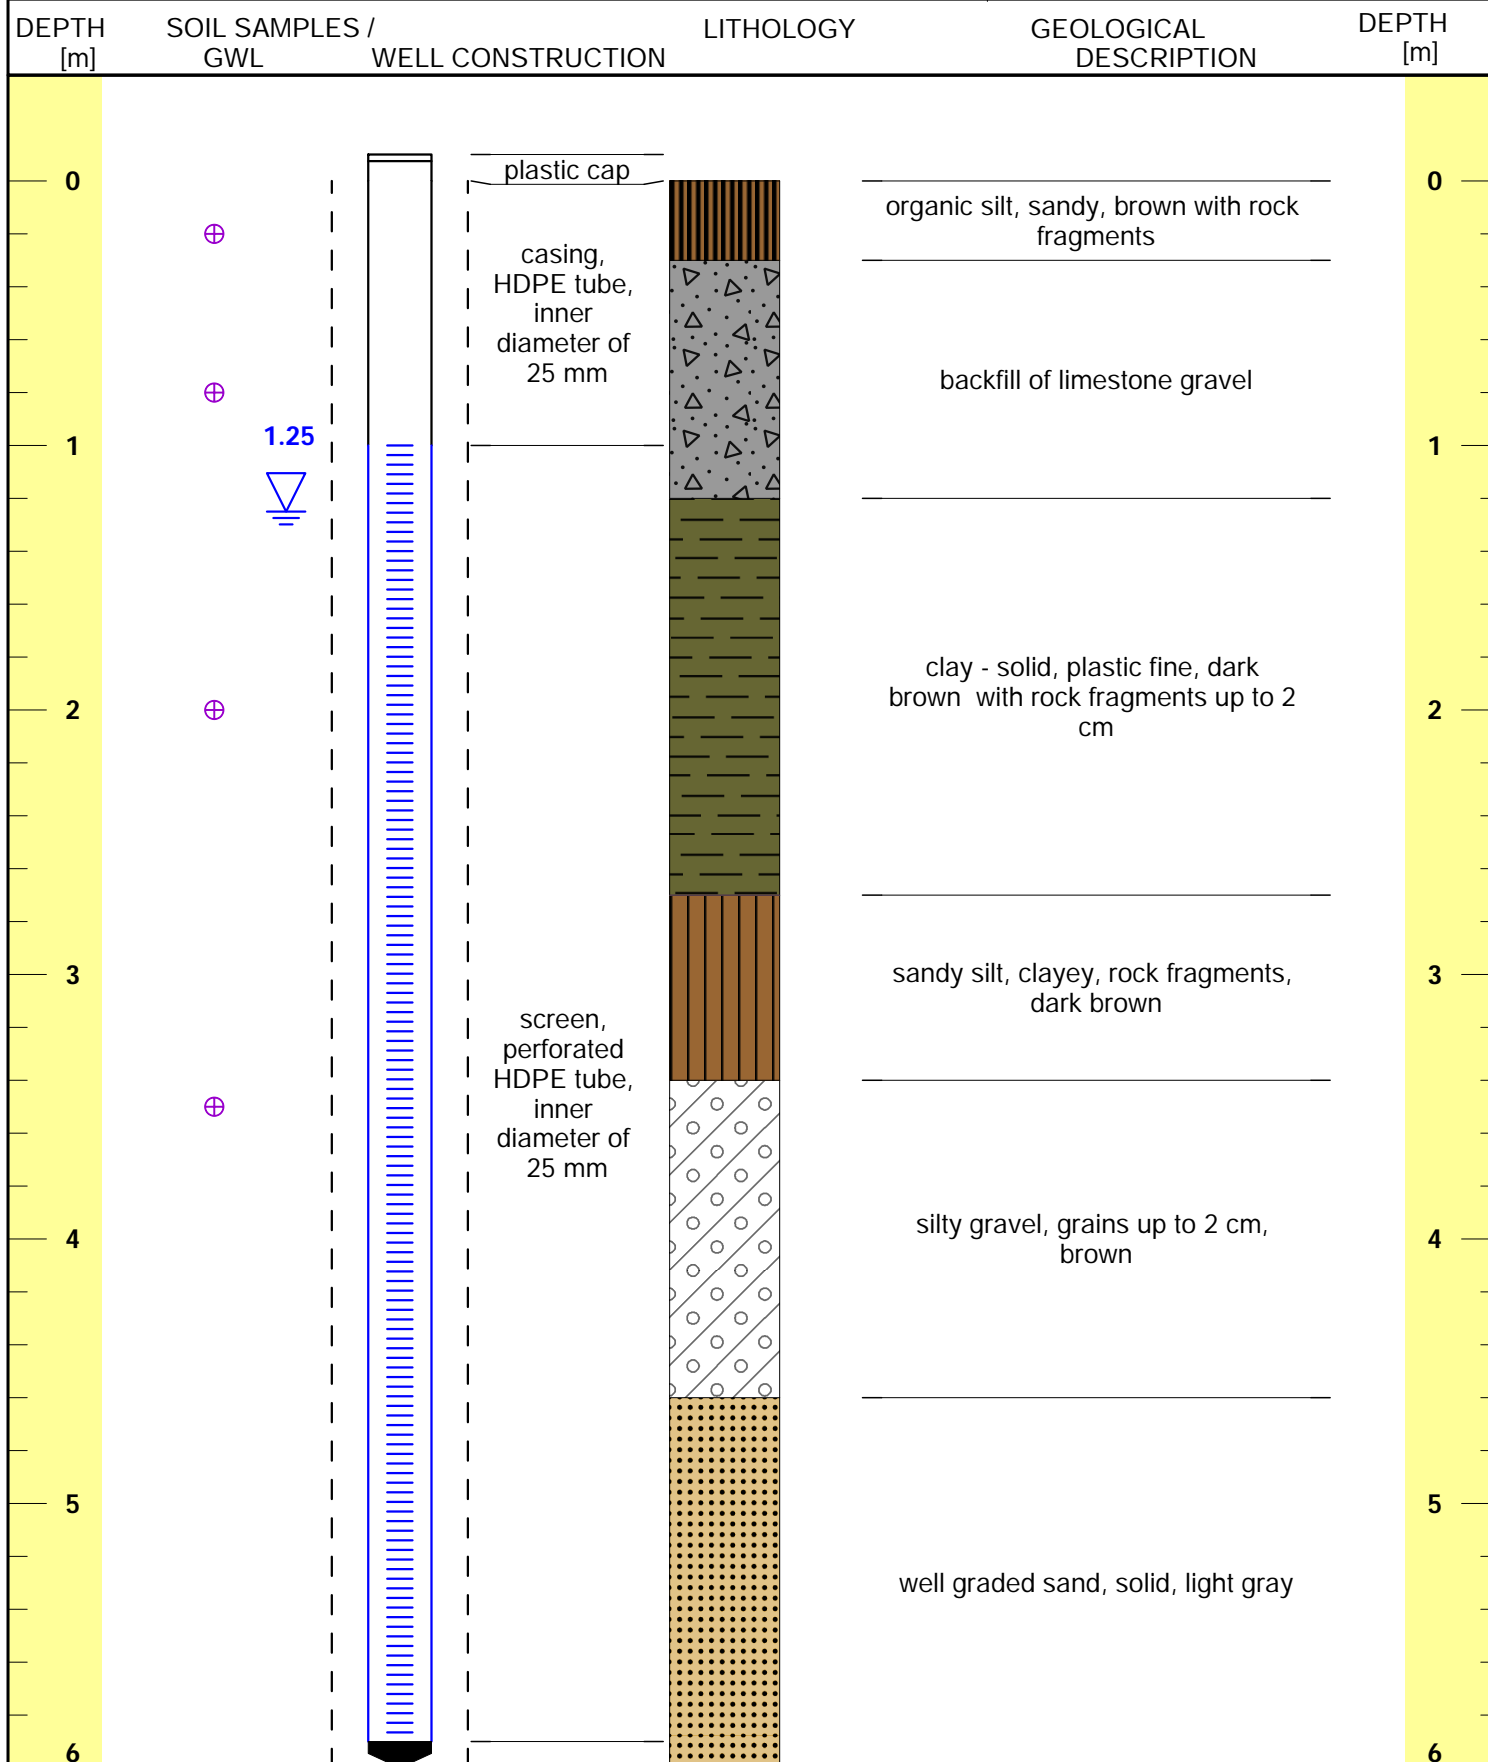 DEPTH
[m]
SOIL SAMPLES /
GWL
WELL CONSTRUCTION
LITHOLOGY
GEOLOGICAL
DESCRIPTION
DEPTH
[m]
0
plastic cap
0
organic silt, sandy, brown with rock
fragments
casing,
HDPE tube,
inner
diameter of
25 mm
backfill of limestone gravel
1.25
1
1
clay - solid, plastic fine, dark
brown  with rock fragments up to 2
cm
2
2
3
sandy silt, clayey, rock fragments,
dark brown
3
screen,
perforated
HDPE tube,
inner
diameter of
25 mm
silty gravel, grains up to 2 cm,
brown
4
4
5
5
well graded sand, solid, light gray
6
6